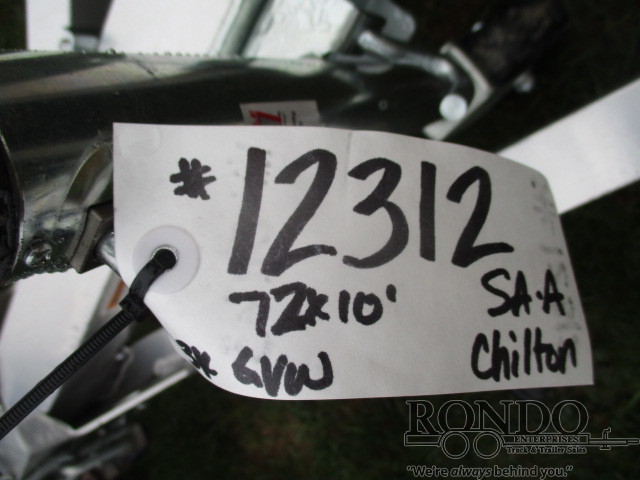 *12312
72x10'
SA-A
3K GVW
Chilton
RONDO
ENTERPRISES
Truck & Trailer Sales
"We're always behind you."